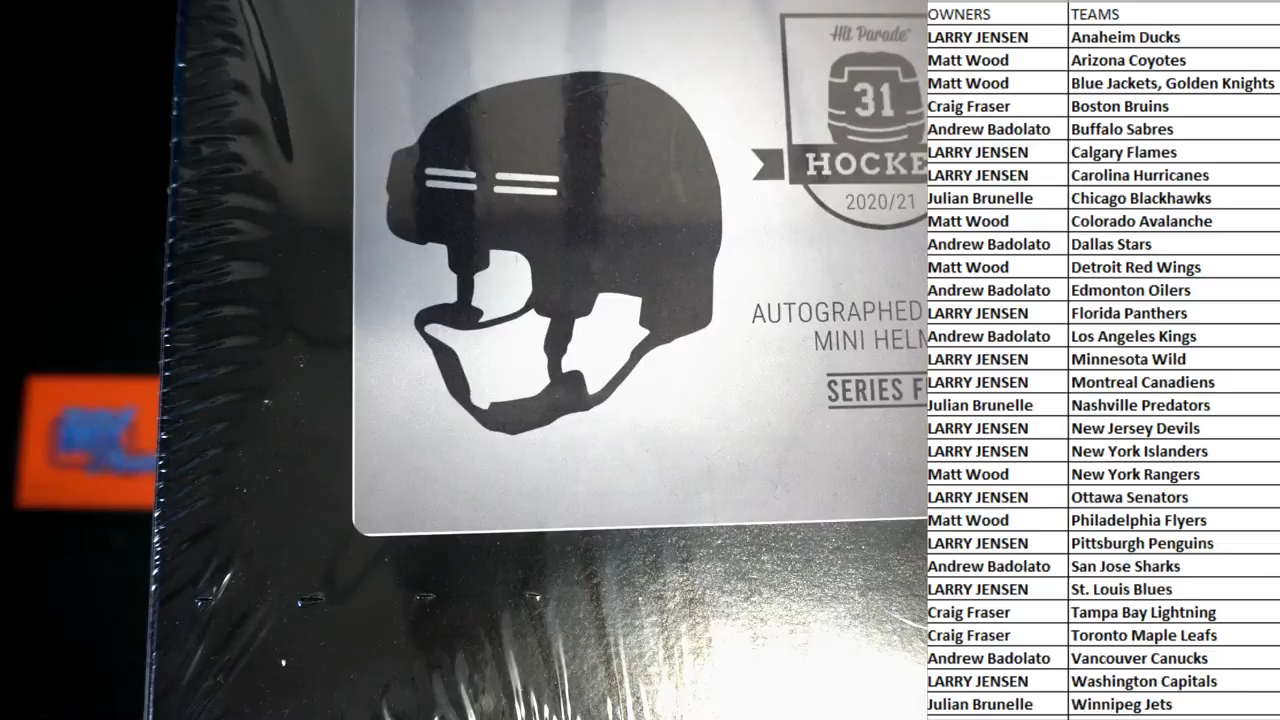 Hit Parade
31
HOCKE
2020/21
AUTOGRAPHED
MINI HELM
SERIES F
OWNERS TEAMS
LARRY JENSEN Anaheim Ducks
Matt Wood Arizona Coyotes
Matt Wood Blue Jackets, Golden Knights
Craig Fraser Boston Bruins
Andrew Badolato Buffalo Sabres
LARRY JENSEN Calgary Flames
LARRY JENSEN Carolina Hurricanes
Julian Brunelle Chicago Blackhawks
Matt Wood Colorado Avalanche
Andrew Badolato Dallas Stars
Matt Wood Detroit Red Wings
Andrew Badolato Edmonton Oilers
LARRY JENSEN Florida Panthers
Andrew Badolato Los Angeles Kings
LARRY JENSEN Minnesota Wild
LARRY JENSEN Montreal Canadiens
Julian Brunelle Nashville Predators
LARRY JENSEN New Jersey Devils
LARRY JENSEN New York Islanders
Matt Wood New York Rangers
LARRY JENSEN Ottawa Senators
Matt Wood Philadelphia Flyers
LARRY JENSEN Pittsburgh Penguins
Andrew Badolato San Jose Sharks
LARRY JENSEN St. Louis Blues
Craig Fraser Tampa Bay Lightning
Craig Fraser Toronto Maple Leafs
Andrew Badolato Vancouver Canucks
LARRY JENSEN Washington Capitals
Julian Brunelle Winnipeg Jets